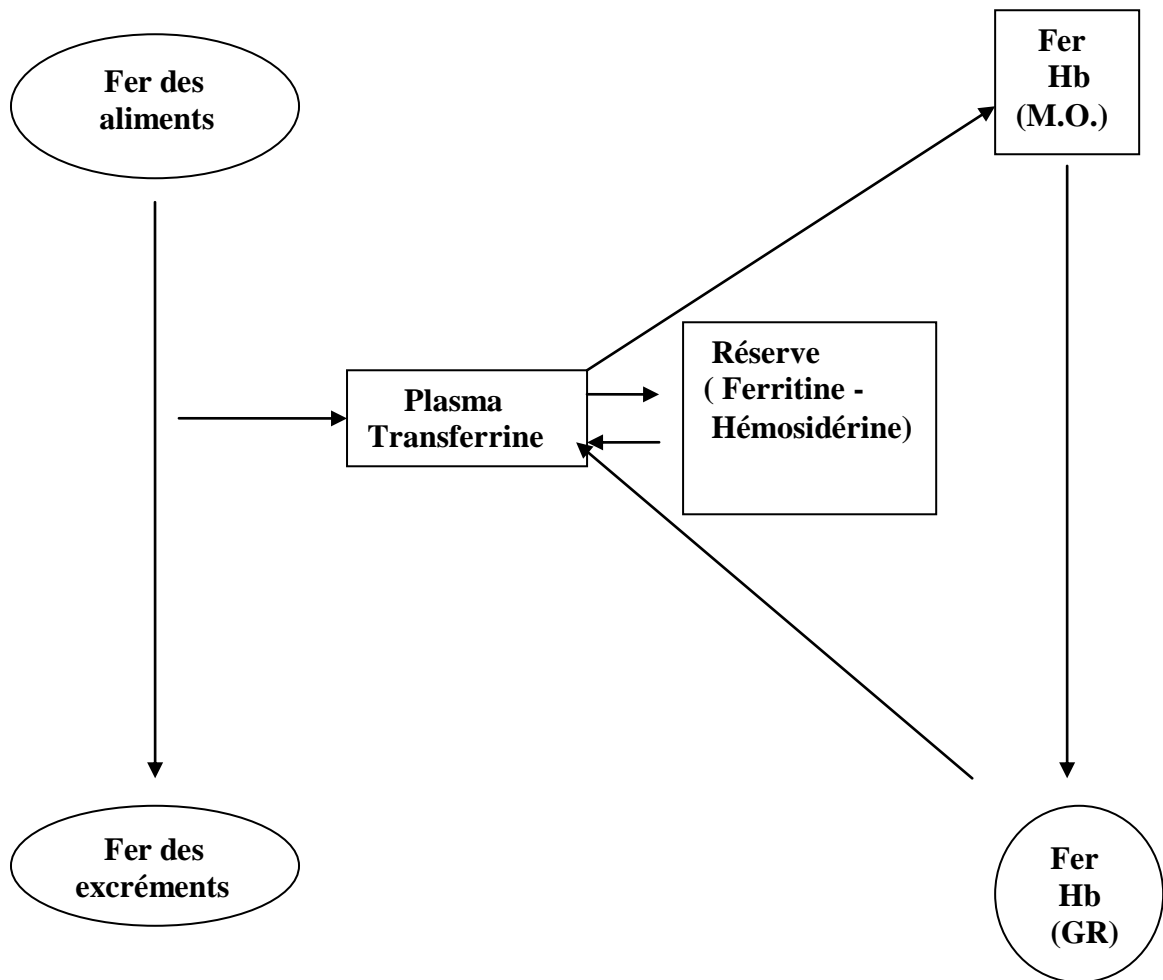 Fer des
aliments
Fer
Hb
(M.O.)
Plasma
Transferrine
Réserve
( Ferritine -
Hémosidérine)
Fer des
excréments
Fer
Hb
(GR)